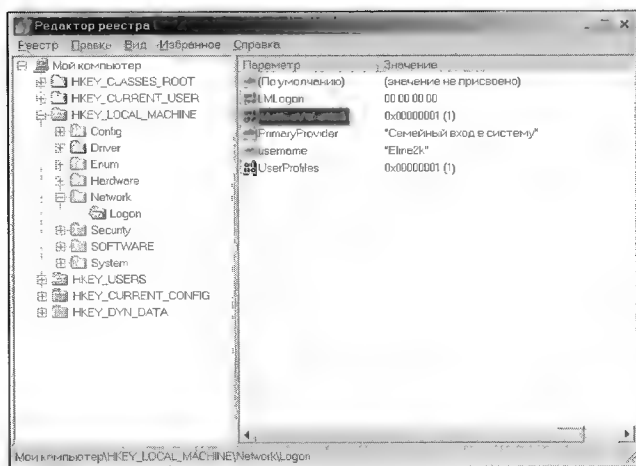 Редактор реестра
Реестр Правка Вид Избранное Справка
Мой компьютер
HKEY_CLASSES_ROOT
HKEY_CURRENT_USER
HKEY_LOCAL_MACHINE
Config
Driver
Enum
Hardware
Network
Logon
Security
SOFTWARE
System
HKEY_USERS
HKEY_CURRENT_CONFIG
HKEY_DYN_DATA
Параметр Значение
(По умолчанию) (значение не присвоено)
LMLogon 00 00 00 00
0x00000001 (1)
PrimaryProvider "Семейный вход в систему"
username "Eline2k"
UserProfiles 0x00000001 (1)
Мой компьютер\HKEY_LOCAL_MACHINE\Network\Logon